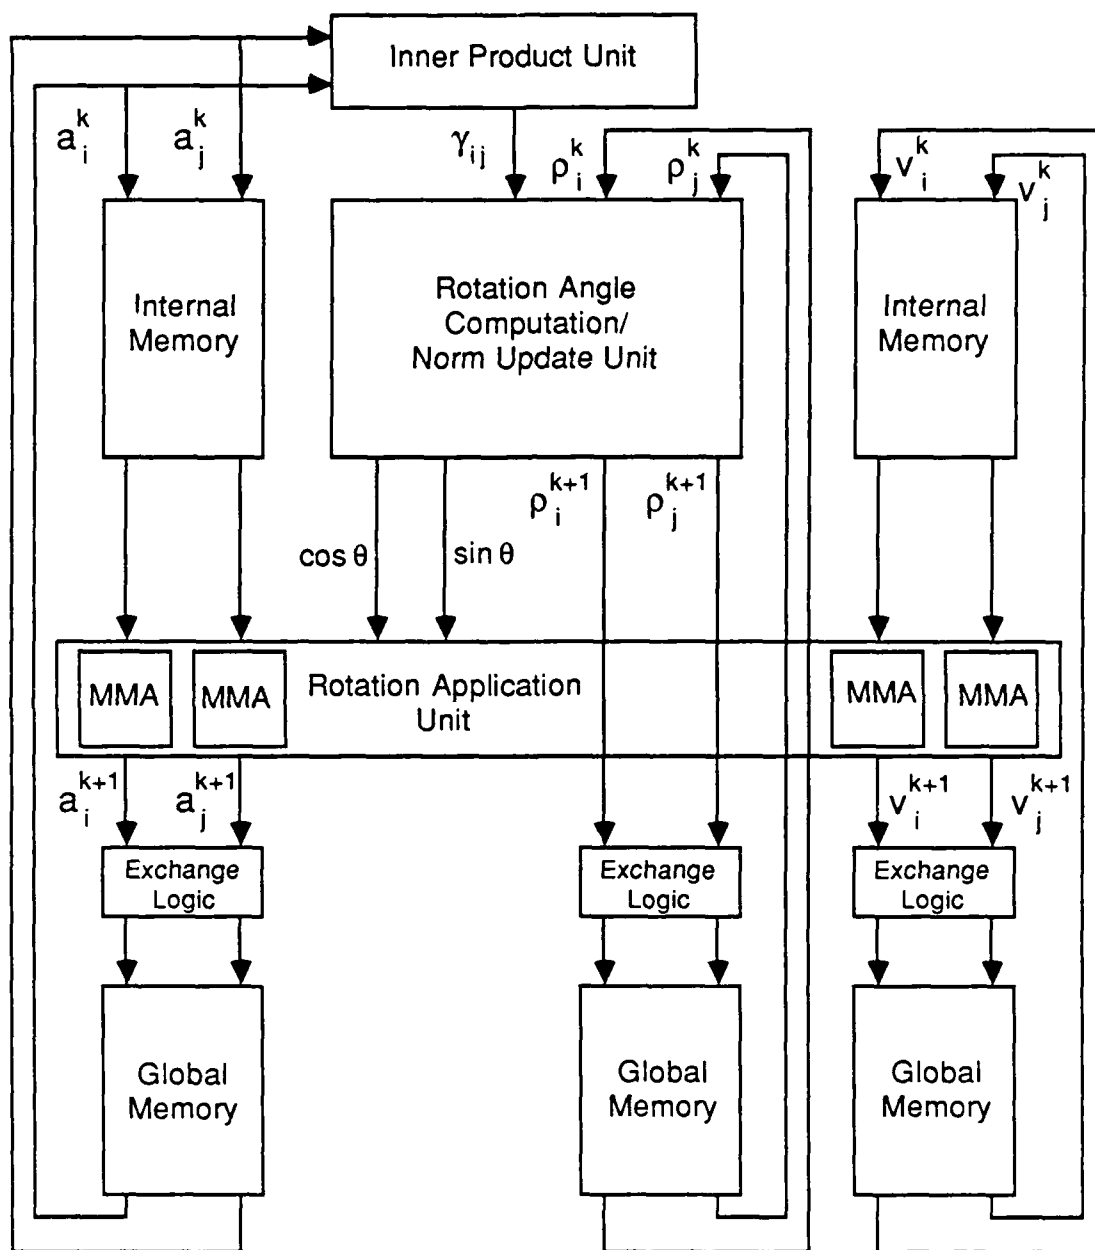 Inner Product Unit
a_i^k a_j^k γ_ij ρ_i^k ρ_j^k v_i^k v_j^k
Internal
Memory
Rotation Angle
Computation/
Norm Update Unit
Internal
Memory
ρ_i^{k+1} ρ_j^{k+1}
cos θ sin θ
MMA MMA Rotation Application
Unit
MMA MMA
a_i^{k+1} a_j^{k+1} v_i^{k+1} v_j^{k+1}
Exchange
Logic
Exchange
Logic
Exchange
Logic
Global
Memory
Global
Memory
Global
Memory